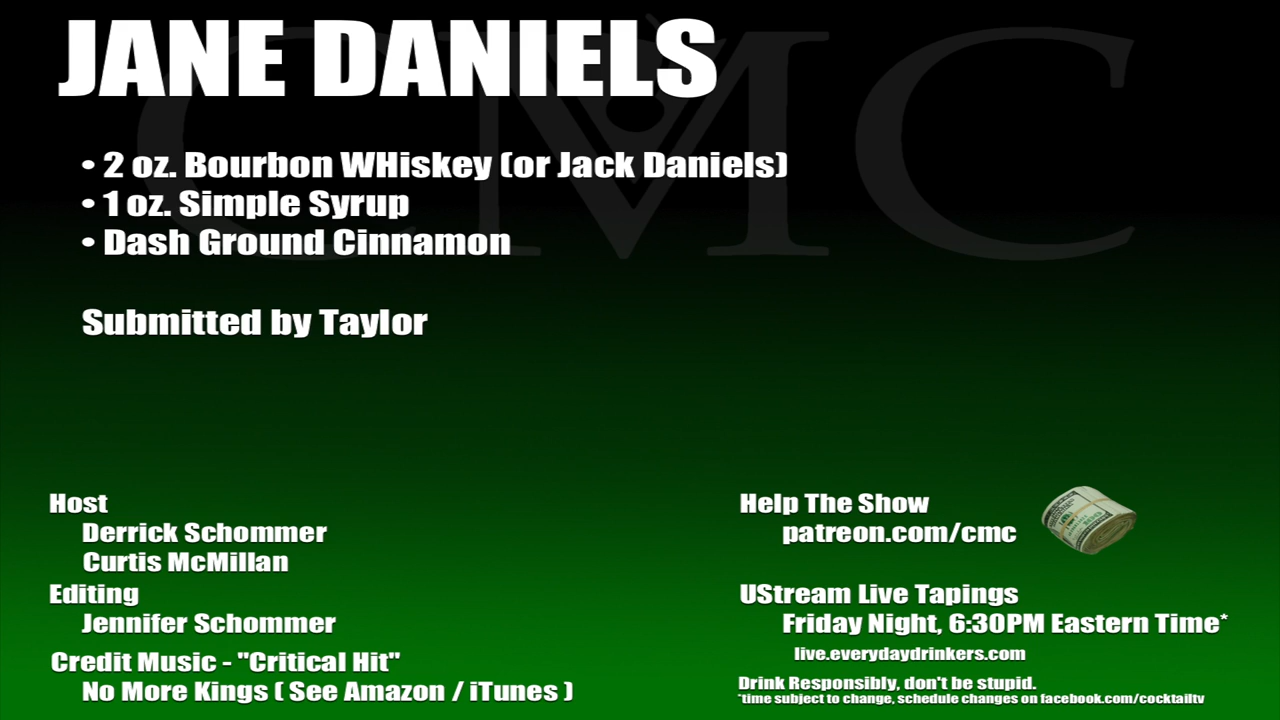 JANE DANIELS
• 2 oz. Bourbon WHiskey (or Jack Daniels)
• 1 oz. Simple Syrup
• Dash Ground Cinnamon
Submitted by Taylor
Host
Derrick Schommer
Curtis McMillan
Editing
Jennifer Schommer
Credit Music - "Critical Hit"
No More Kings ( See Amazon / iTunes )
Help The Show
patreon.com/cmc
UStream Live Tapings
Friday Night, 6:30PM Eastern Time*
live.everydaydrinkers.com
Drink Responsibly, don't be stupid.
*time subject to change, schedule changes on facebook.com/cocktailtv
CMC